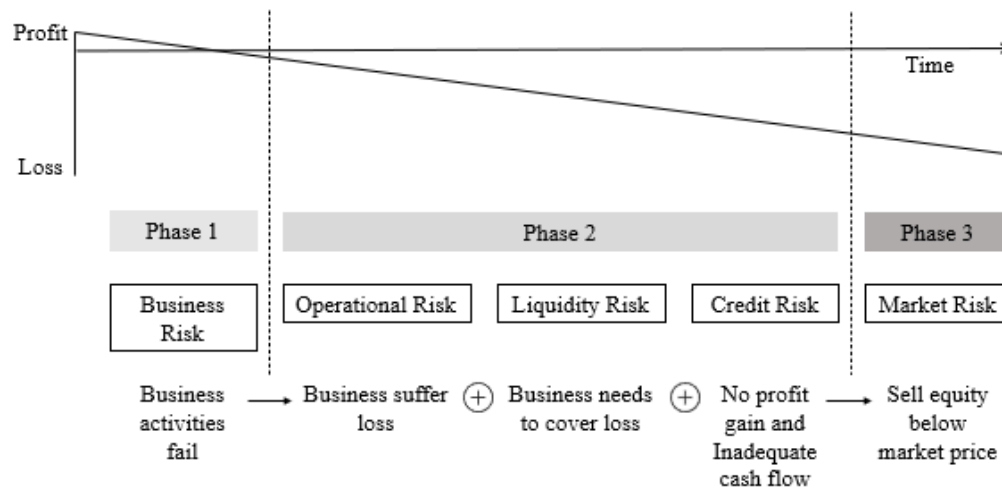 Profit
Time
Loss
Phase 1
Phase 2
Phase 3
Business
Risk
Operational Risk
Liquidity Risk
Credit Risk
Market Risk
Business
activities
fail
Business suffer
loss
Business needs
to cover loss
No profit
gain and
Inadequate
cash flow
Sell equity
below
market price